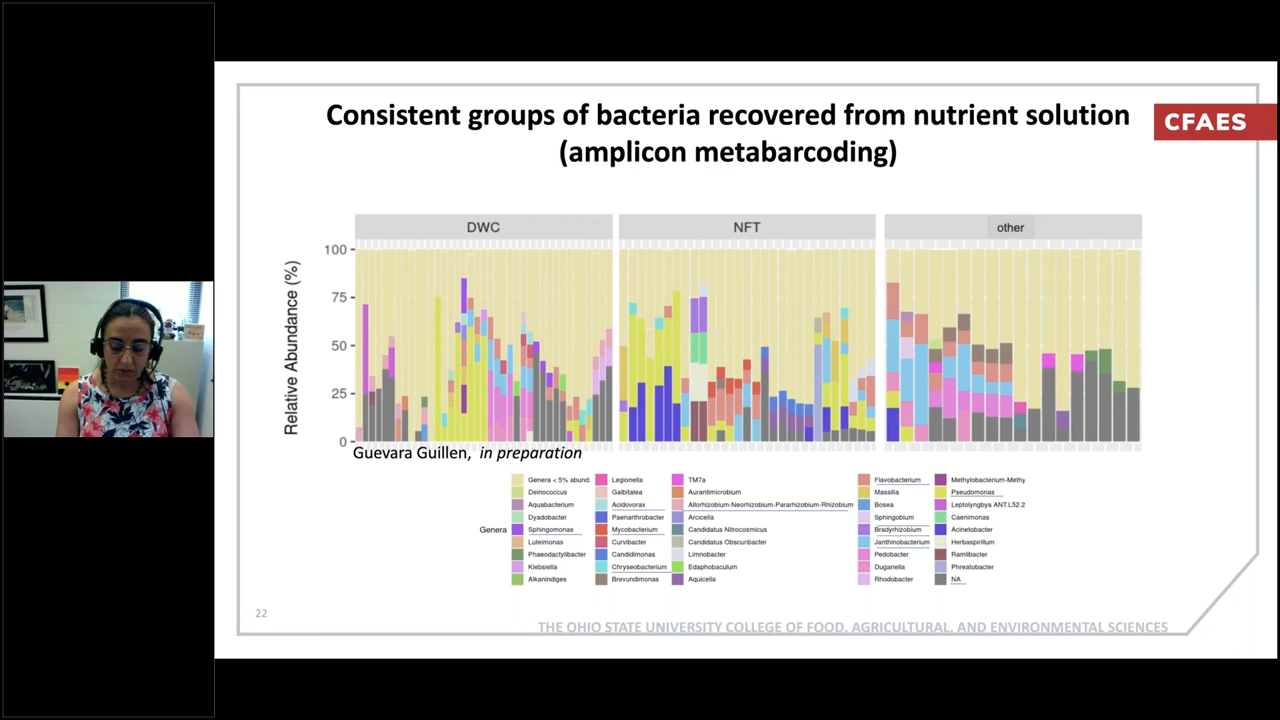 Consistent groups of bacteria recovered from nutrient solution
(amplicon metabarcoding)
CFAES
DWC NFT other
Relative Abundance (%)
100
75
50
25
0
Guevara Guillen, in preparation
Genera
Genera < 5% abund.
Deinococcus
Aquabacterium
Dyadobacter
Sphingomonas
Luteimonas
Phaeodactylibacter
Klebsiella
Alkanindiges
Legionella
Galbitalea
Acidovorax
Paenarthrobacter
Mycobacterium
Curvibacter
Candidimonas
Chryseobacterium
Brevundimonas
TM7a
Aurantimicrobium
Allorhizobium-Neorhizobium-Pararhizobium-Rhizobium
Arcicella
Candidatus Nitrocosmicus
Candidatus Obscuribacter
Limnobacter
Edaphobaculum
Aquicella
Flavobacterium
Massilia
Bosea
Sphingobium
Bradyrhizobium
Janthinobacterium
Pedobacter
Duganella
Rhodobacter
Methylobacterium-Methy
Pseudomonas
Leptolyngbya ANT.L52.2
Caenimonas
Acinetobacter
Herbaspirillum
Ramlibacter
Phreatobacter
NA
22
THE OHIO STATE UNIVERSITY COLLEGE OF FOOD, AGRICULTURAL, AND ENVIRONMENTAL SCIENCES